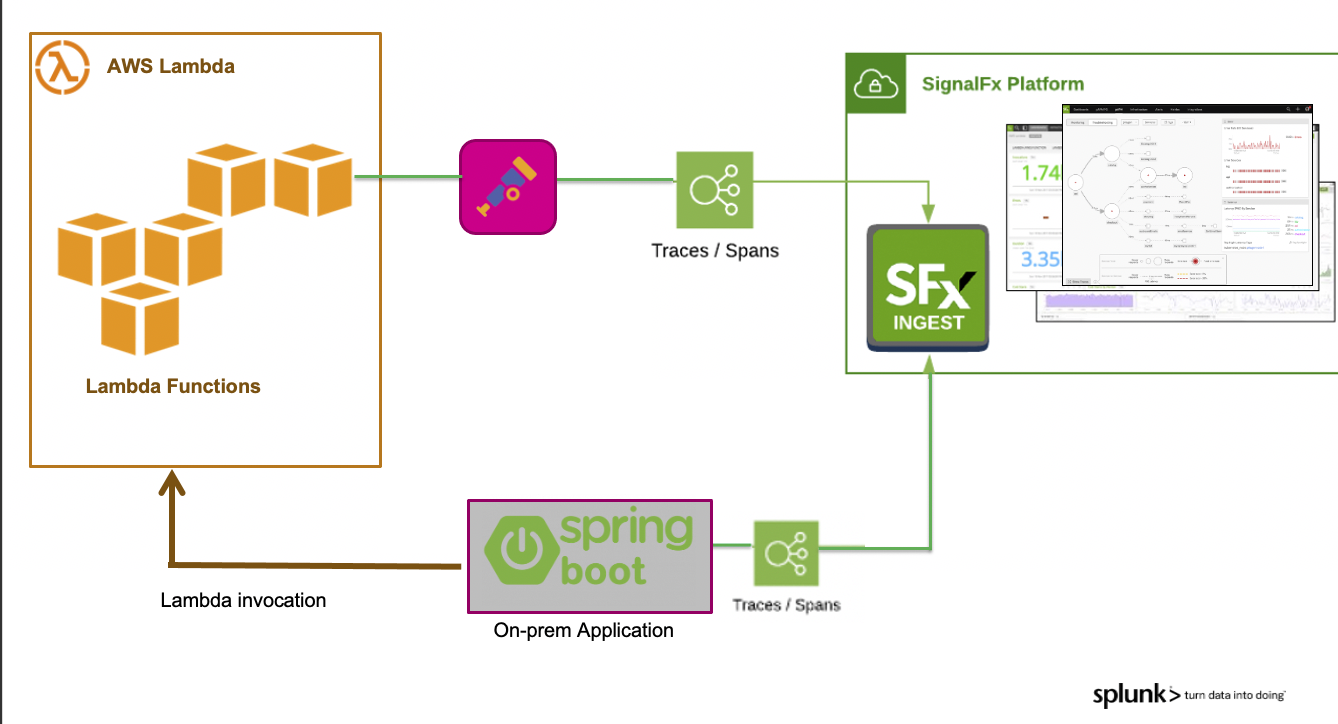 AWS Lambda
Lambda Functions
Traces / Spans
SignalFx Platform
1.74
3.35
SFx
INGEST
spring
boot
Lambda invocation
On-prem Application
Traces / Spans
splunk> turn data into doing™